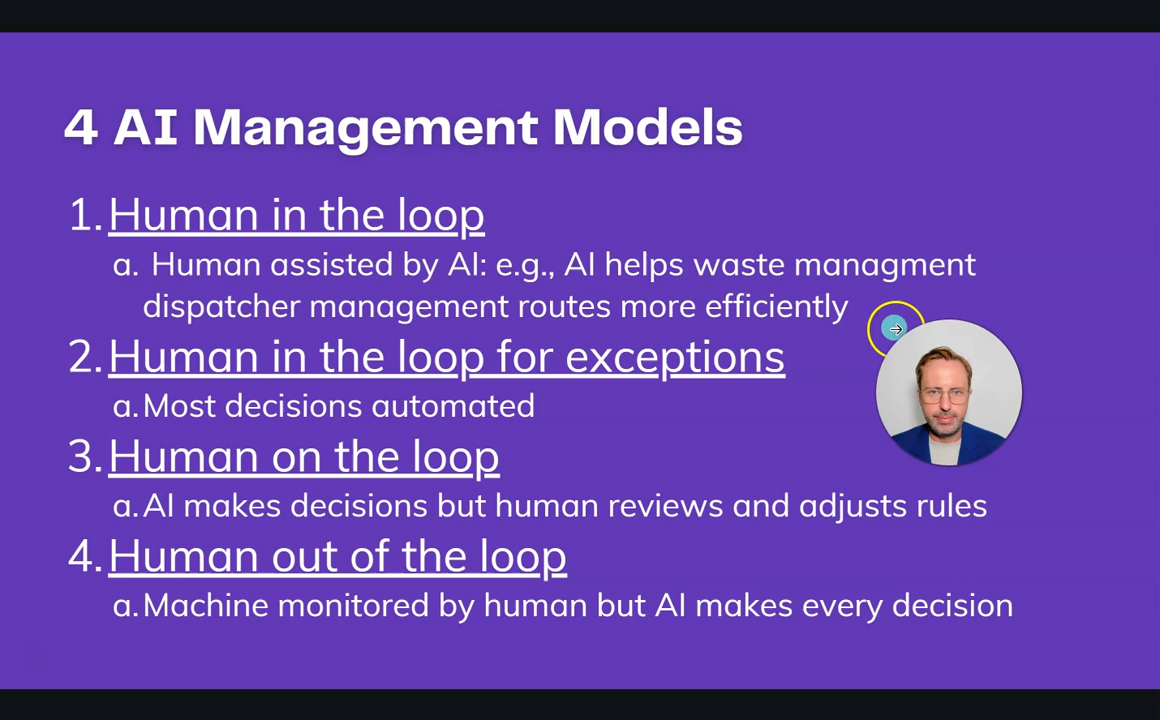 4 AI Management Models
1. Human in the loop
a. Human assisted by AI: e.g., AI helps waste managment
dispatcher management routes more efficiently
2. Human in the loop for exceptions
a. Most decisions automated
3. Human on the loop
a. AI makes decisions but human reviews and adjusts rules
4. Human out of the loop
a. Machine monitored by human but AI makes every decision